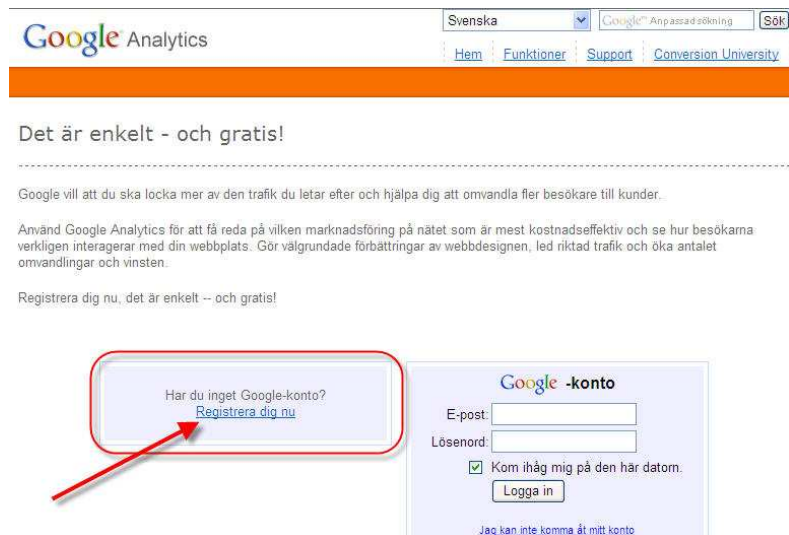 Google Analytics
Svenska
Google™ Anpassad sökning
Sök
Hem Funktioner Support Conversion University
Det är enkelt - och gratis!
Google vill att du ska locka mer av den trafik du letar efter och hjälpa dig att omvandla fler besökare till kunder.
Använd Google Analytics för att få reda på vilken marknadsföring på nätet som är mest kostnadseffektiv och se hur besökarna
verkligen interagerar med din webbplats. Gör välgrundade förbättringar av webbdesignen, led riktad trafik och öka antalet
omvandlingar och vinsten.
Registrera dig nu, det är enkelt -- och gratis!
Har du inget Google-konto?
Registrera dig nu
Google -konto
E-post:
Lösenord:
Kom ihåg mig på den här datorn.
Logga in
Jag kan inte komma åt mitt konto